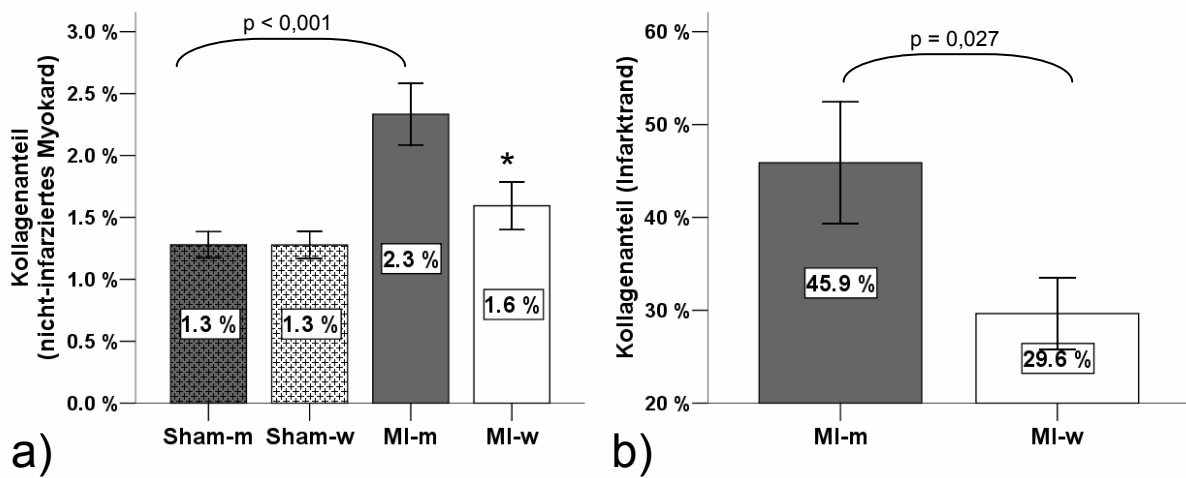 Kollagenanteil
(nicht-infarziertes Myokard)
3.0 %
2.5 %
2.0 %
1.5 %
1.0 %
0.5 %
0.0 %
p < 0,001
*
1.3 %
1.3 %
2.3 %
1.6 %
Sham-m
Sham-w
MI-m
MI-w
a)
Kollagenanteil (Infarktrand)
60 %
50 %
40 %
30 %
20 %
p = 0,027
45.9 %
29.6 %
MI-m
MI-w
b)